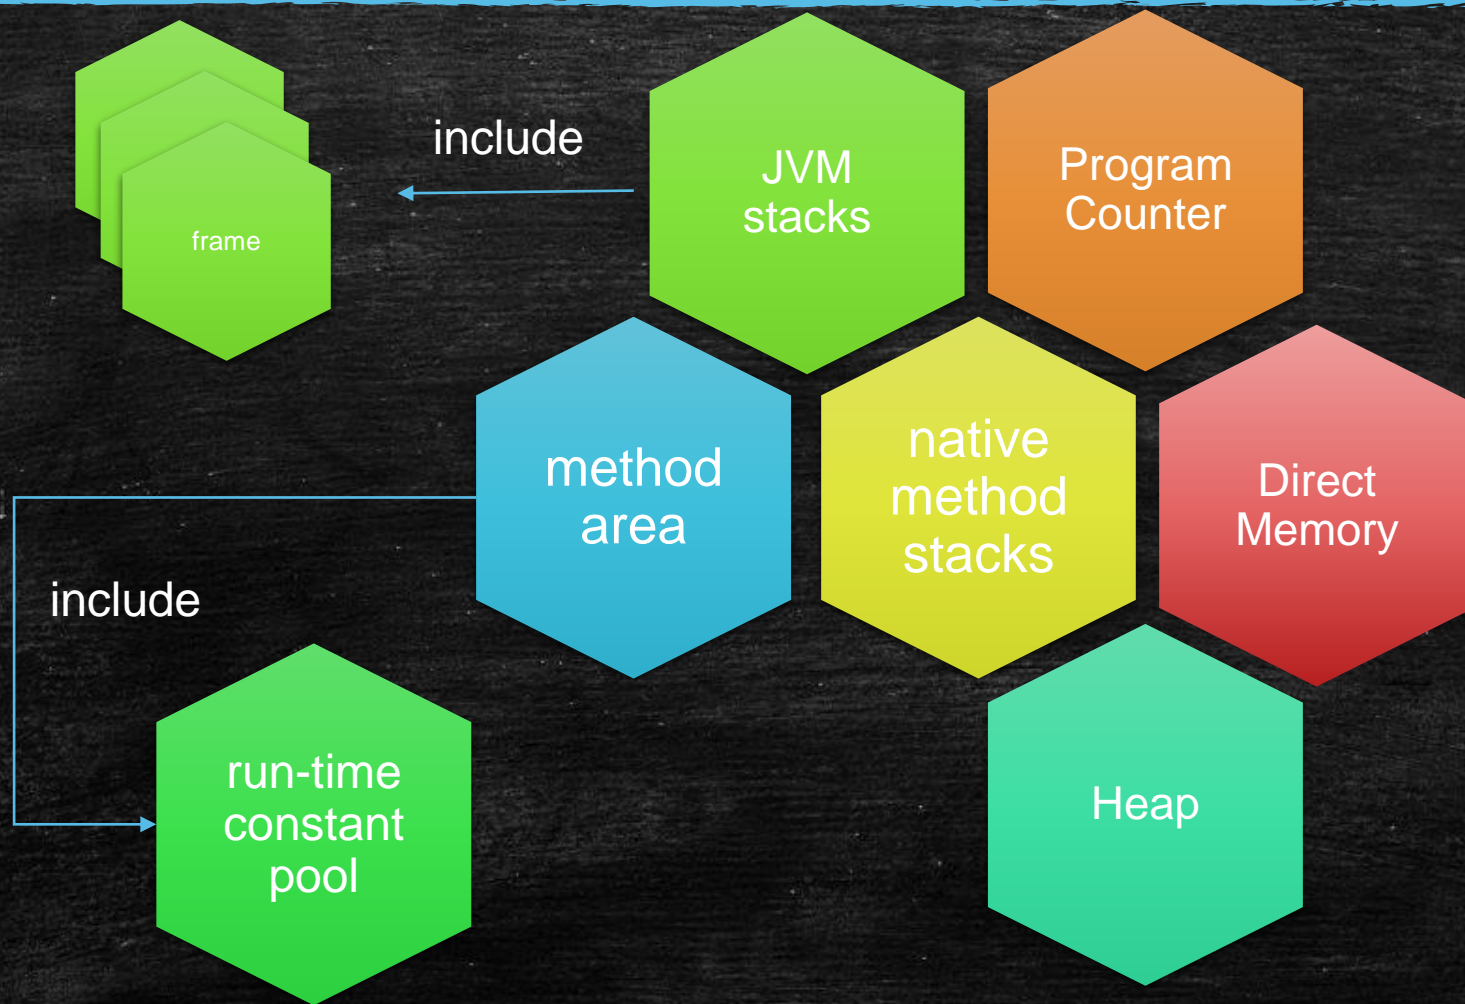 include
JVM
stacks
Program
Counter
frame
method
area
native
method
stacks
Direct
Memory
include
run-time
constant
pool
Heap